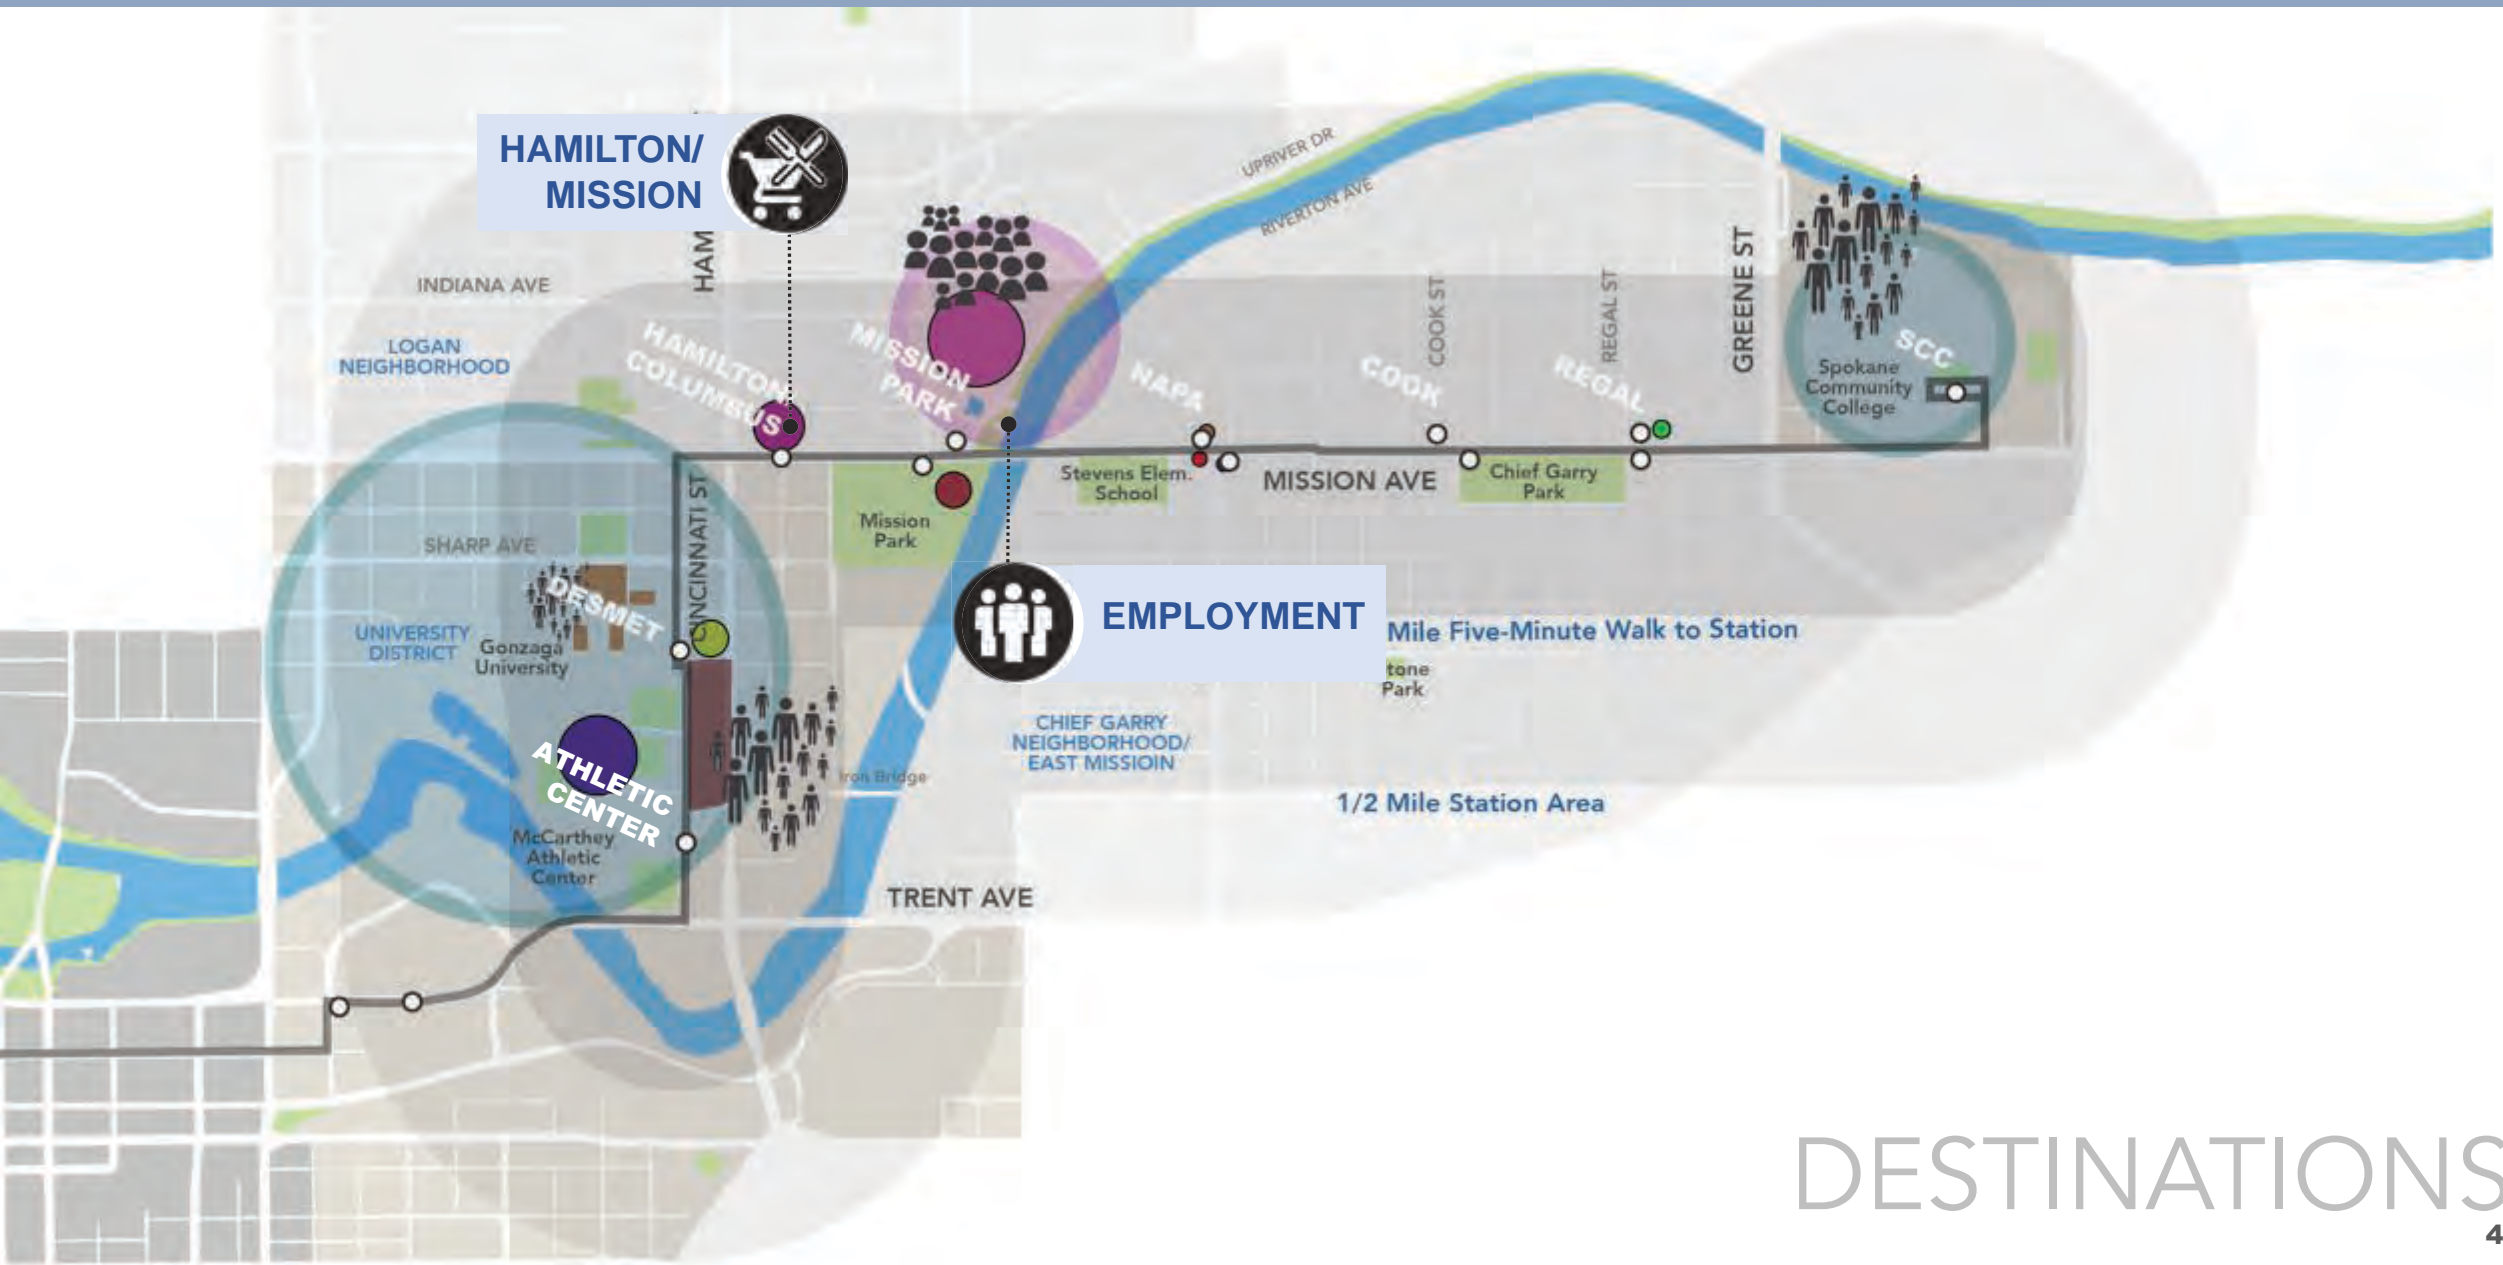 HAMILTON/
MISSION
UPRIVER DR
RIVERTON AVE
HAM
INDIANA AVE
LOGAN
NEIGHBORHOOD
HAMILTON/
COLUMBUS
MISSION
PARK
NAPA
COOK
COOK ST
REGAL
REGAL ST
GREENE ST
SCC
Spokane
Community
College
Stevens Elem.
School
MISSION AVE
Chief Garry
Park
Mission
Park
SHARP AVE
CINCINNATI ST
DESMET
UNIVERSITY
DISTRICT
Gonzaga
University
EMPLOYMENT
Mile Five-Minute Walk to Station
tone
Park
CHIEF GARRY
NEIGHBORHOOD/
EAST MISSIOIN
Iron Bridge
ATHLETIC
CENTER
McCarthey
Athletic
Center
1/2 Mile Station Area
TRENT AVE
DESTINATIONS
4